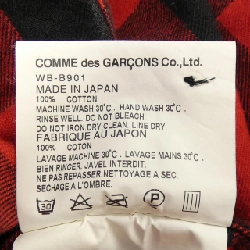 COMME des GARÇONS Co.,Ltd.
WB-B901
MADE IN JAPAN
100% COTTON
MACHINE WASH 30°C, HAND WASH 30°C,
RINSE WELL. DO NOT BLEACH
DO NOT IRON DRY CLEAN. LOW
FABRIQUE AU JAPON
100% COTON
LAVAGE MACHINE 30°C, LAVAGE MAINS 30°C
BIEN RINCER. JAVEL INTERDIT.
NE PAS REPASSER. NETTOYAGE A SEC.
SECHAGE A L'OMBRE.
30